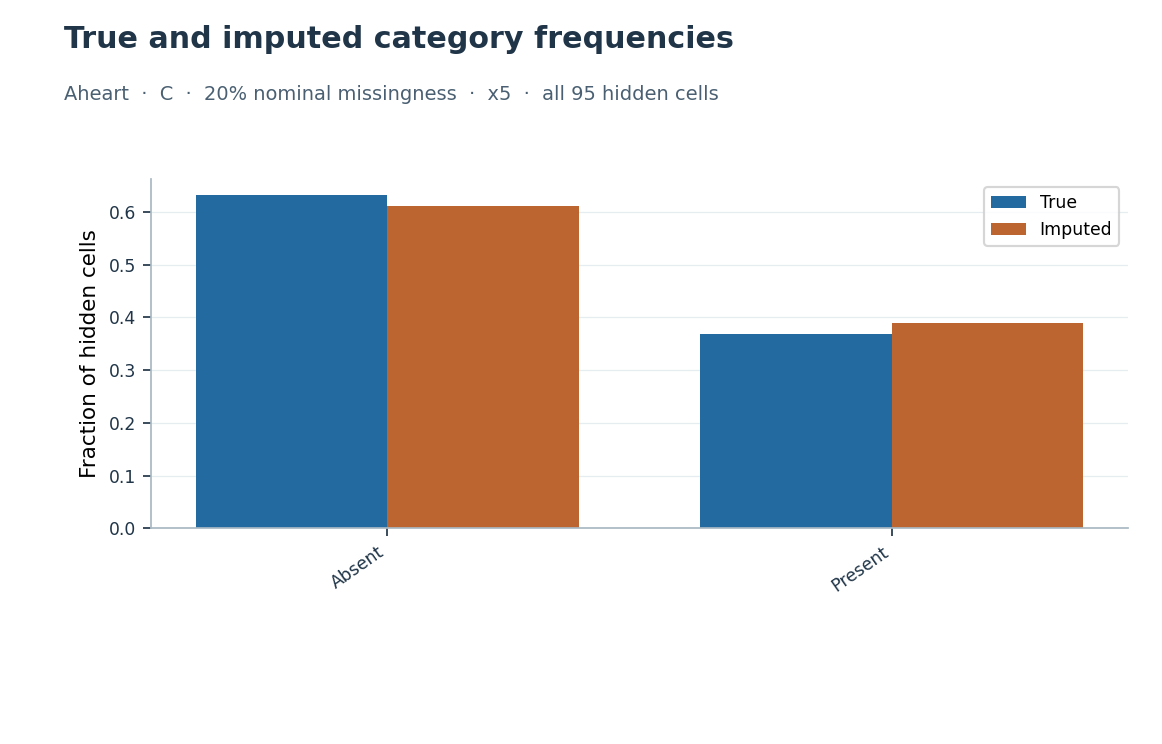 True and imputed category frequencies
Aheart · C · 20% nominal missingness · x5 · all 95 hidden cells
Fraction of hidden cells
0.6
0.5
0.4
0.3
0.2
0.1
0.0
True
Imputed
Absent
Present